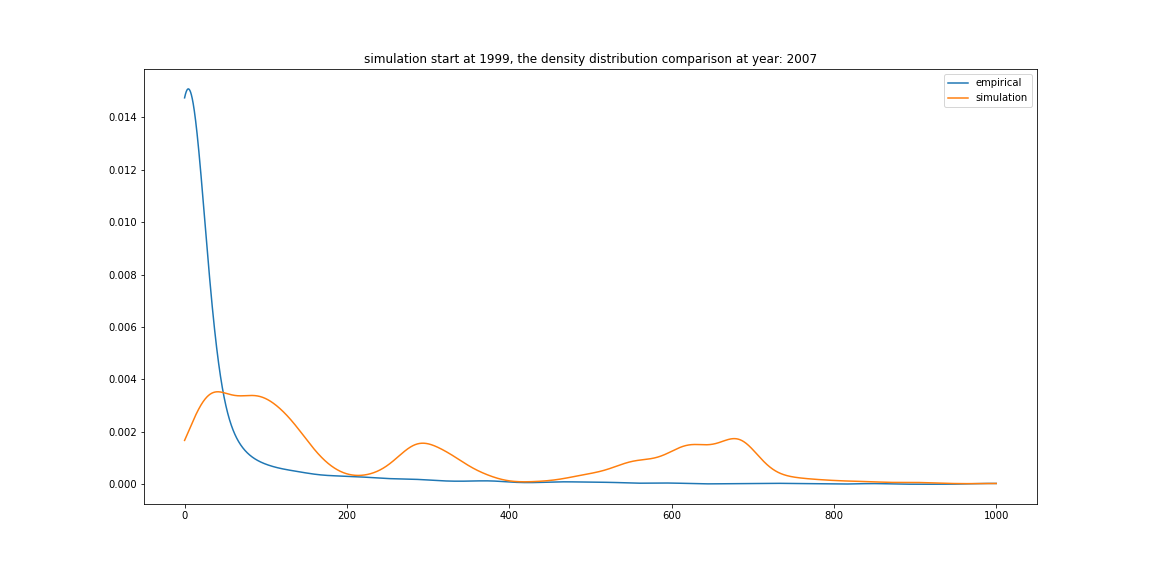 simulation start at 1999, the density distribution comparison at year: 2007
empirical
simulation
0.014
0.012
0.010
0.008
0.006
0.004
0.002
0.000
0 200 400 600 800 1000